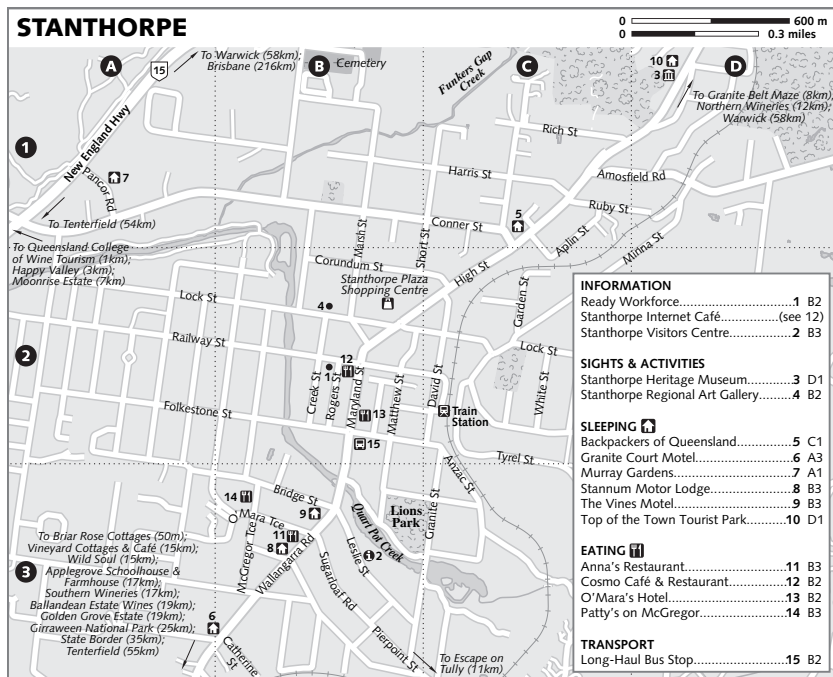 STANTHORPE
0 600 m
0 0.3 miles
A
B
C
D
1
2
3
To Warwick (58km);
Brisbane (216km)
15
Cemetery
Funkers Gap
Creek
10
3
To Granite Belt Maze (8km);
Northern Wineries (12km);
Warwick (58km)
New England Hwy
Pancor Rd
7
Rich St
Harris St
Amosfield Rd
Ruby St
To Tenterfield (54km)
Conner St
5
Aplin St
Minna St
Marsh St
Short St
High St
To Queensland College
of Wine Tourism (1km);
Happy Valley (3km);
Moonrise Estate (7km)
Corundum St
Stanthorpe Plaza
Shopping Centre
Lock St
4
Garden St
Railway St
Lock St
12
1
Creek St
Rogers St
Maryland St
Matthew St
David St
White St
Folkestone St
13
Train
Station
15
Tyrel St
Anzac St
Bridge St
14
O'Mara Tce
9
Quart Pot Creek
Lions
Park
Granite St
11
8
McGregor Tce
Wallangarra Rd
Leslie St
2
Sugarloaf Rd
To Briar Rose Cottages (50m);
Vineyard Cottages & Café (15km);
Wild Soul (15km);
Applegrove Schoolhouse &
Farmhouse (17km);
Southern Wineries (17km);
Ballandean Estate Wines (19km);
Golden Grove Estate (19km);
Girraween National Park (25km);
State Border (35km);
Tenterfield (55km)
6
Catherine
St
Pierpoint St
To Escape on
Tully (11km)
INFORMATION
Ready Workforce 1 B2
Stanthorpe Internet Café (see 12)
Stanthorpe Visitors Centre 2 B3
SIGHTS & ACTIVITIES
Stanthorpe Heritage Museum 3 D1
Stanthorpe Regional Art Gallery 4 B2
SLEEPING
Backpackers of Queensland 5 C1
Granite Court Motel 6 A3
Murray Gardens 7 A1
Stannum Motor Lodge 8 B3
The Vines Motel 9 B3
Top of the Town Tourist Park 10 D1
EATING
Anna's Restaurant 11 B3
Cosmo Café & Restaurant 12 B2
O'Mara's Hotel 13 B2
Patty's on McGregor 14 B3
TRANSPORT
Long-Haul Bus Stop 15 B2